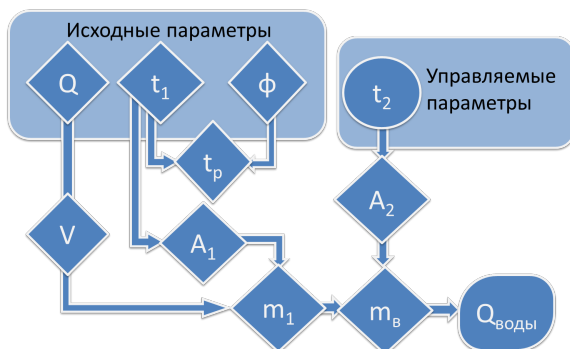 Исходные параметры
Q
t₁
ф
Управляемые
параметры
t₂
tₚ
A₂
V
A₁
m₁
mв
Qводы